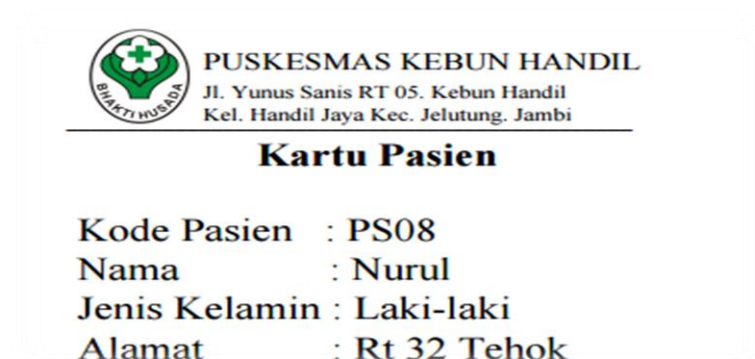 BHAKTI HUSADA
PUSKESMAS KEBUN HANDIL
Jl. Yunus Sanis RT 05. Kebun Handil
Kel. Handil Jaya Kec. Jelutung. Jambi
Kartu Pasien
Kode Pasien : PS08
Nama : Nurul
Jenis Kelamin : Laki-laki
Alamat : Rt 32 Tehok